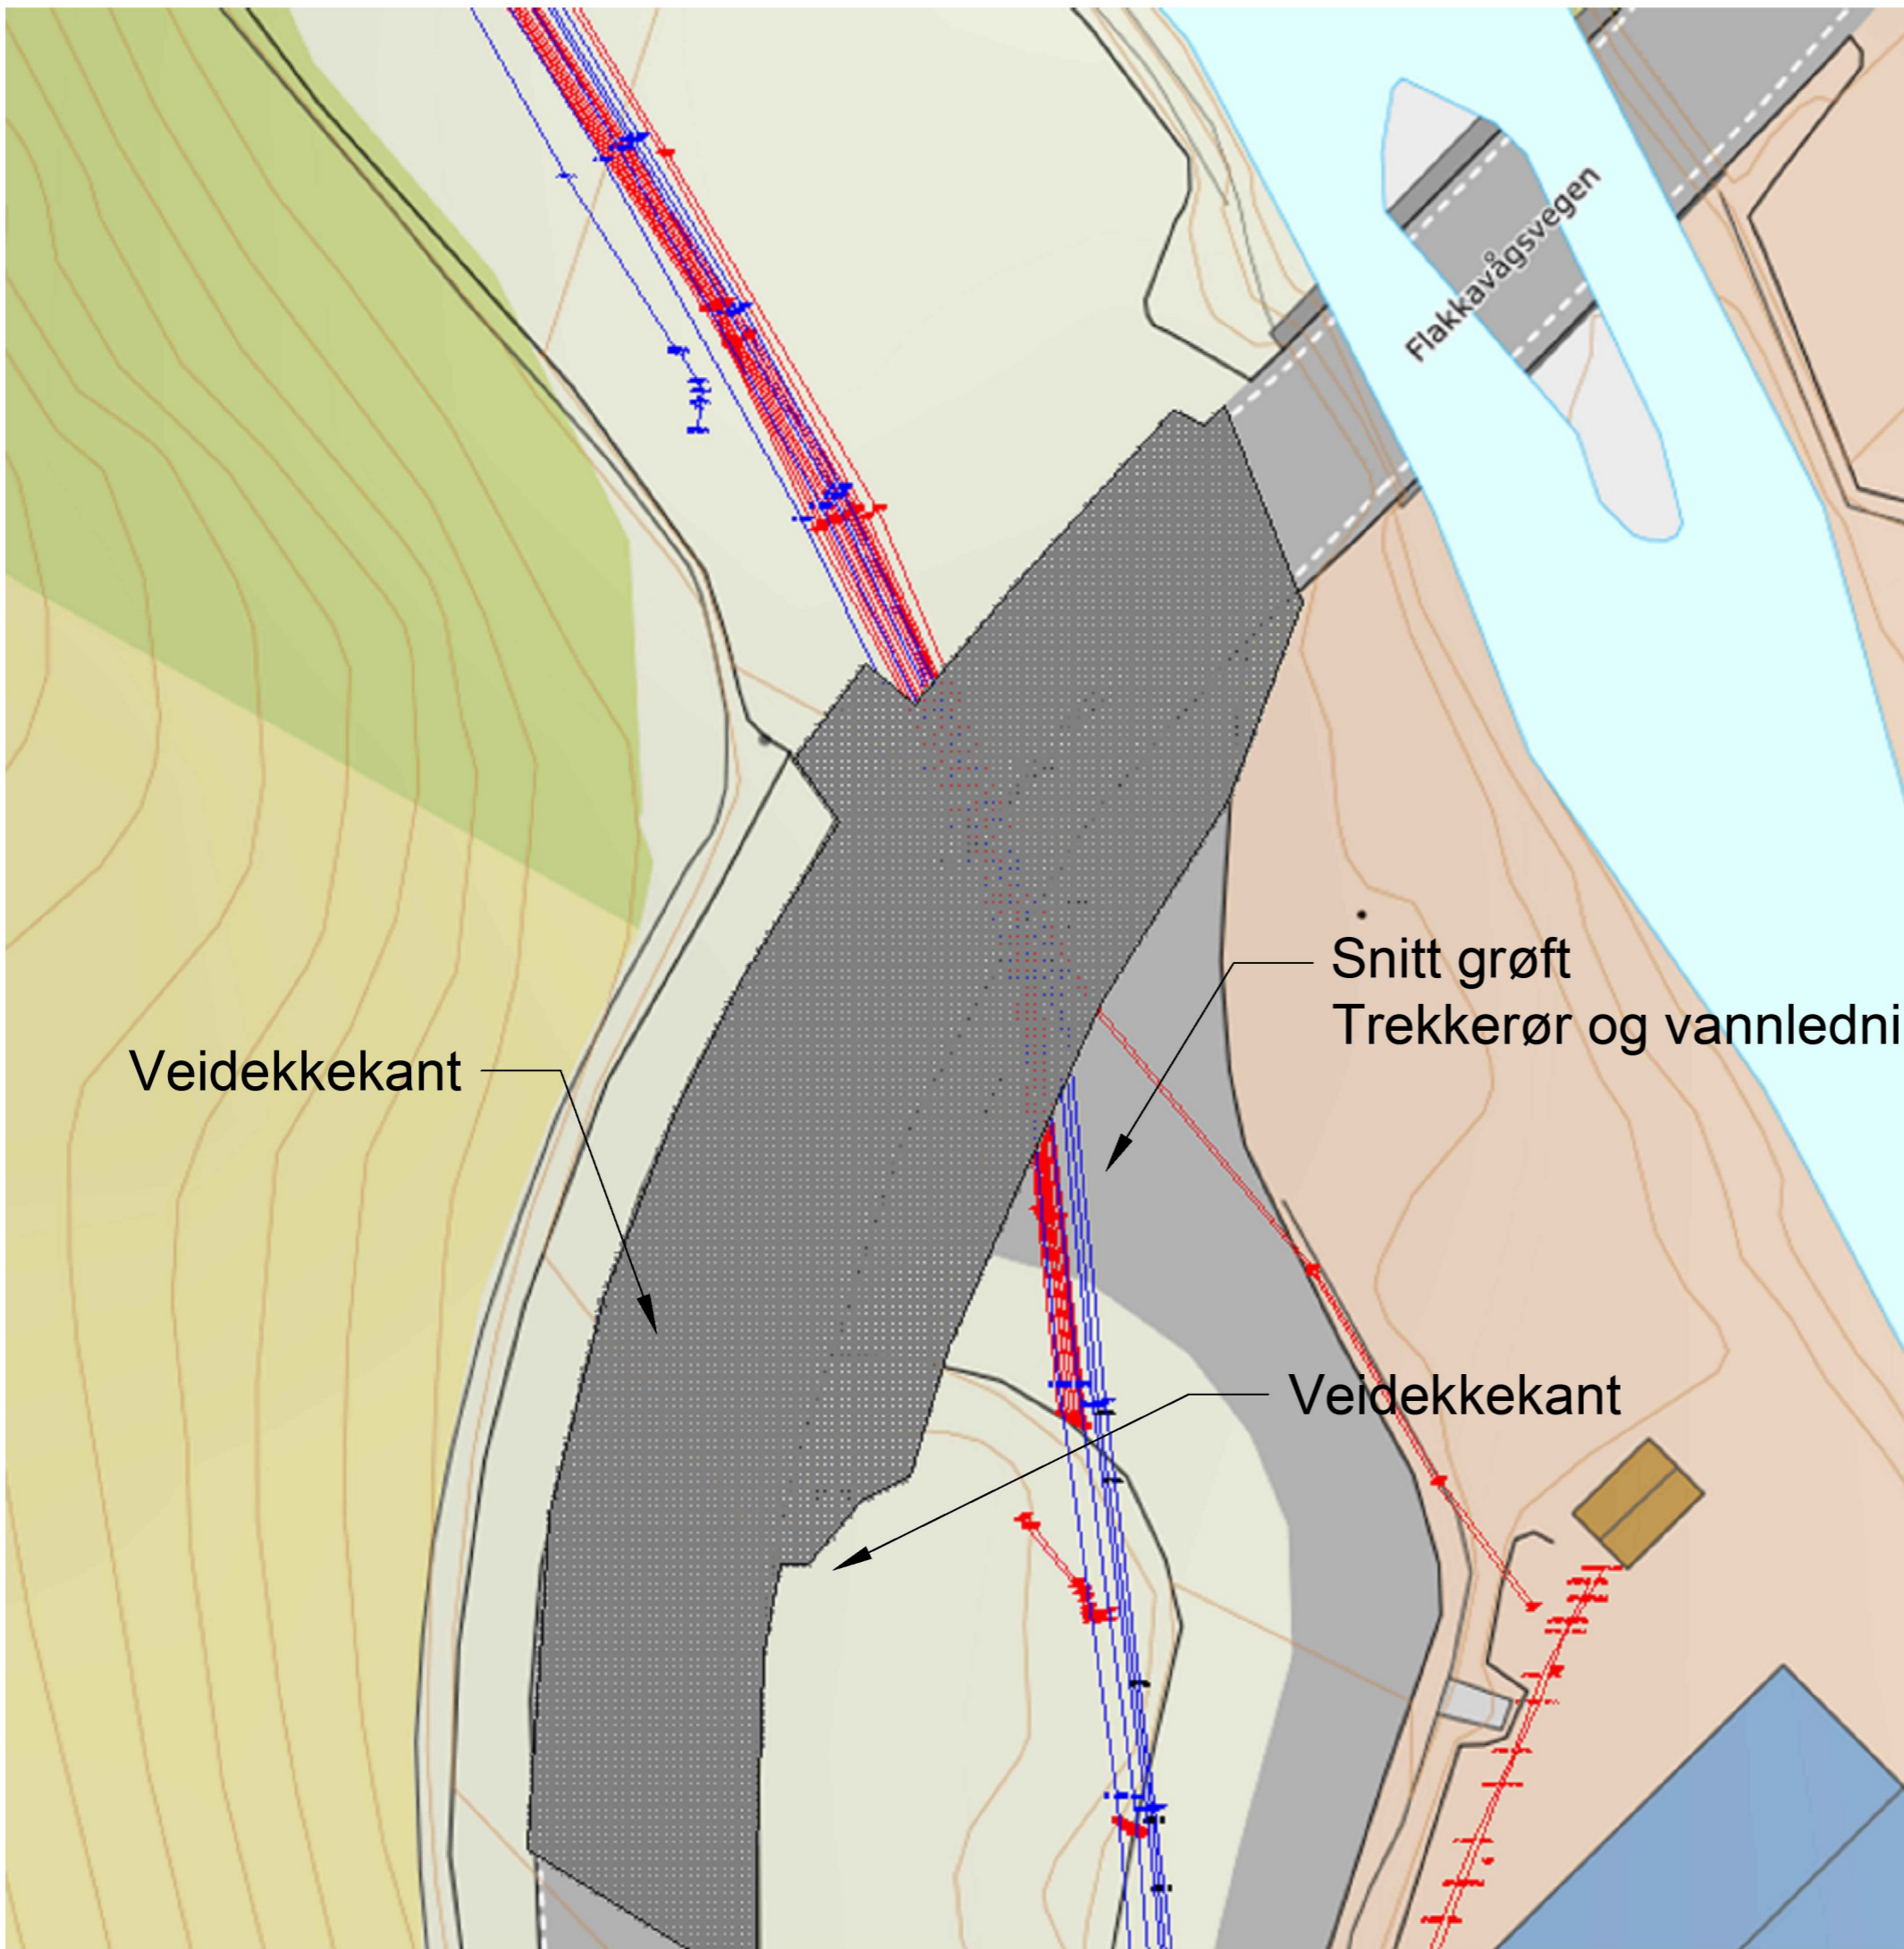 Flakkavågsvegen
Snitt grøft
Trekkerør og vannledni
Veidekkekant
Veidekkekant